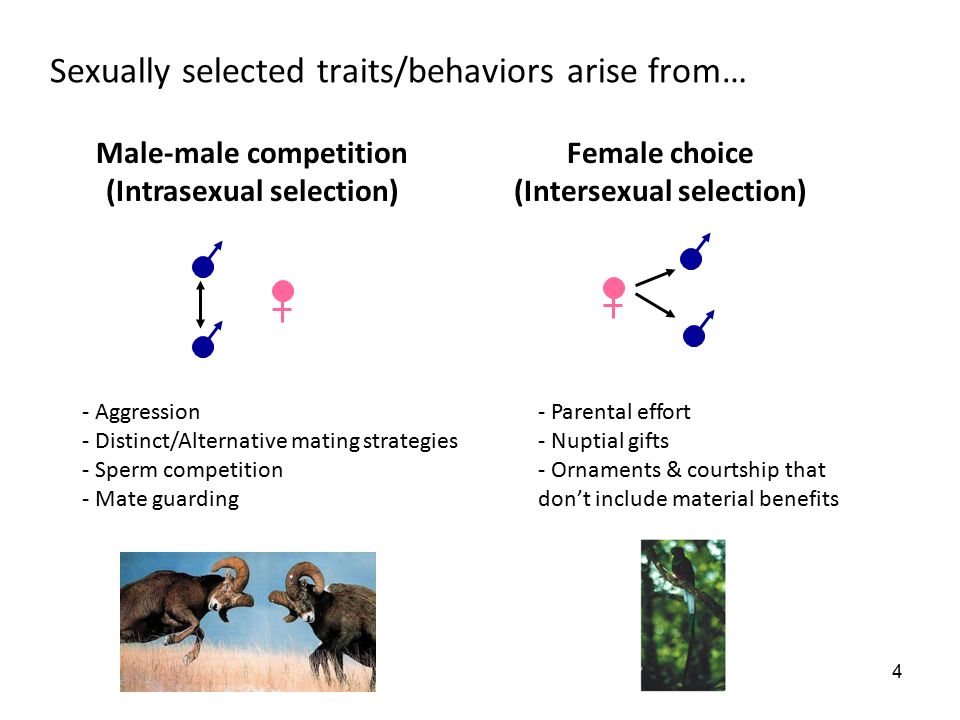 Sexually selected traits/behaviors arise from…
Male-male competition
(Intrasexual selection)
Female choice
(Intersexual selection)
- Aggression
- Distinct/Alternative mating strategies
- Sperm competition
- Mate guarding
- Parental effort
- Nuptial gifts
- Ornaments & courtship that
don’t include material benefits
4